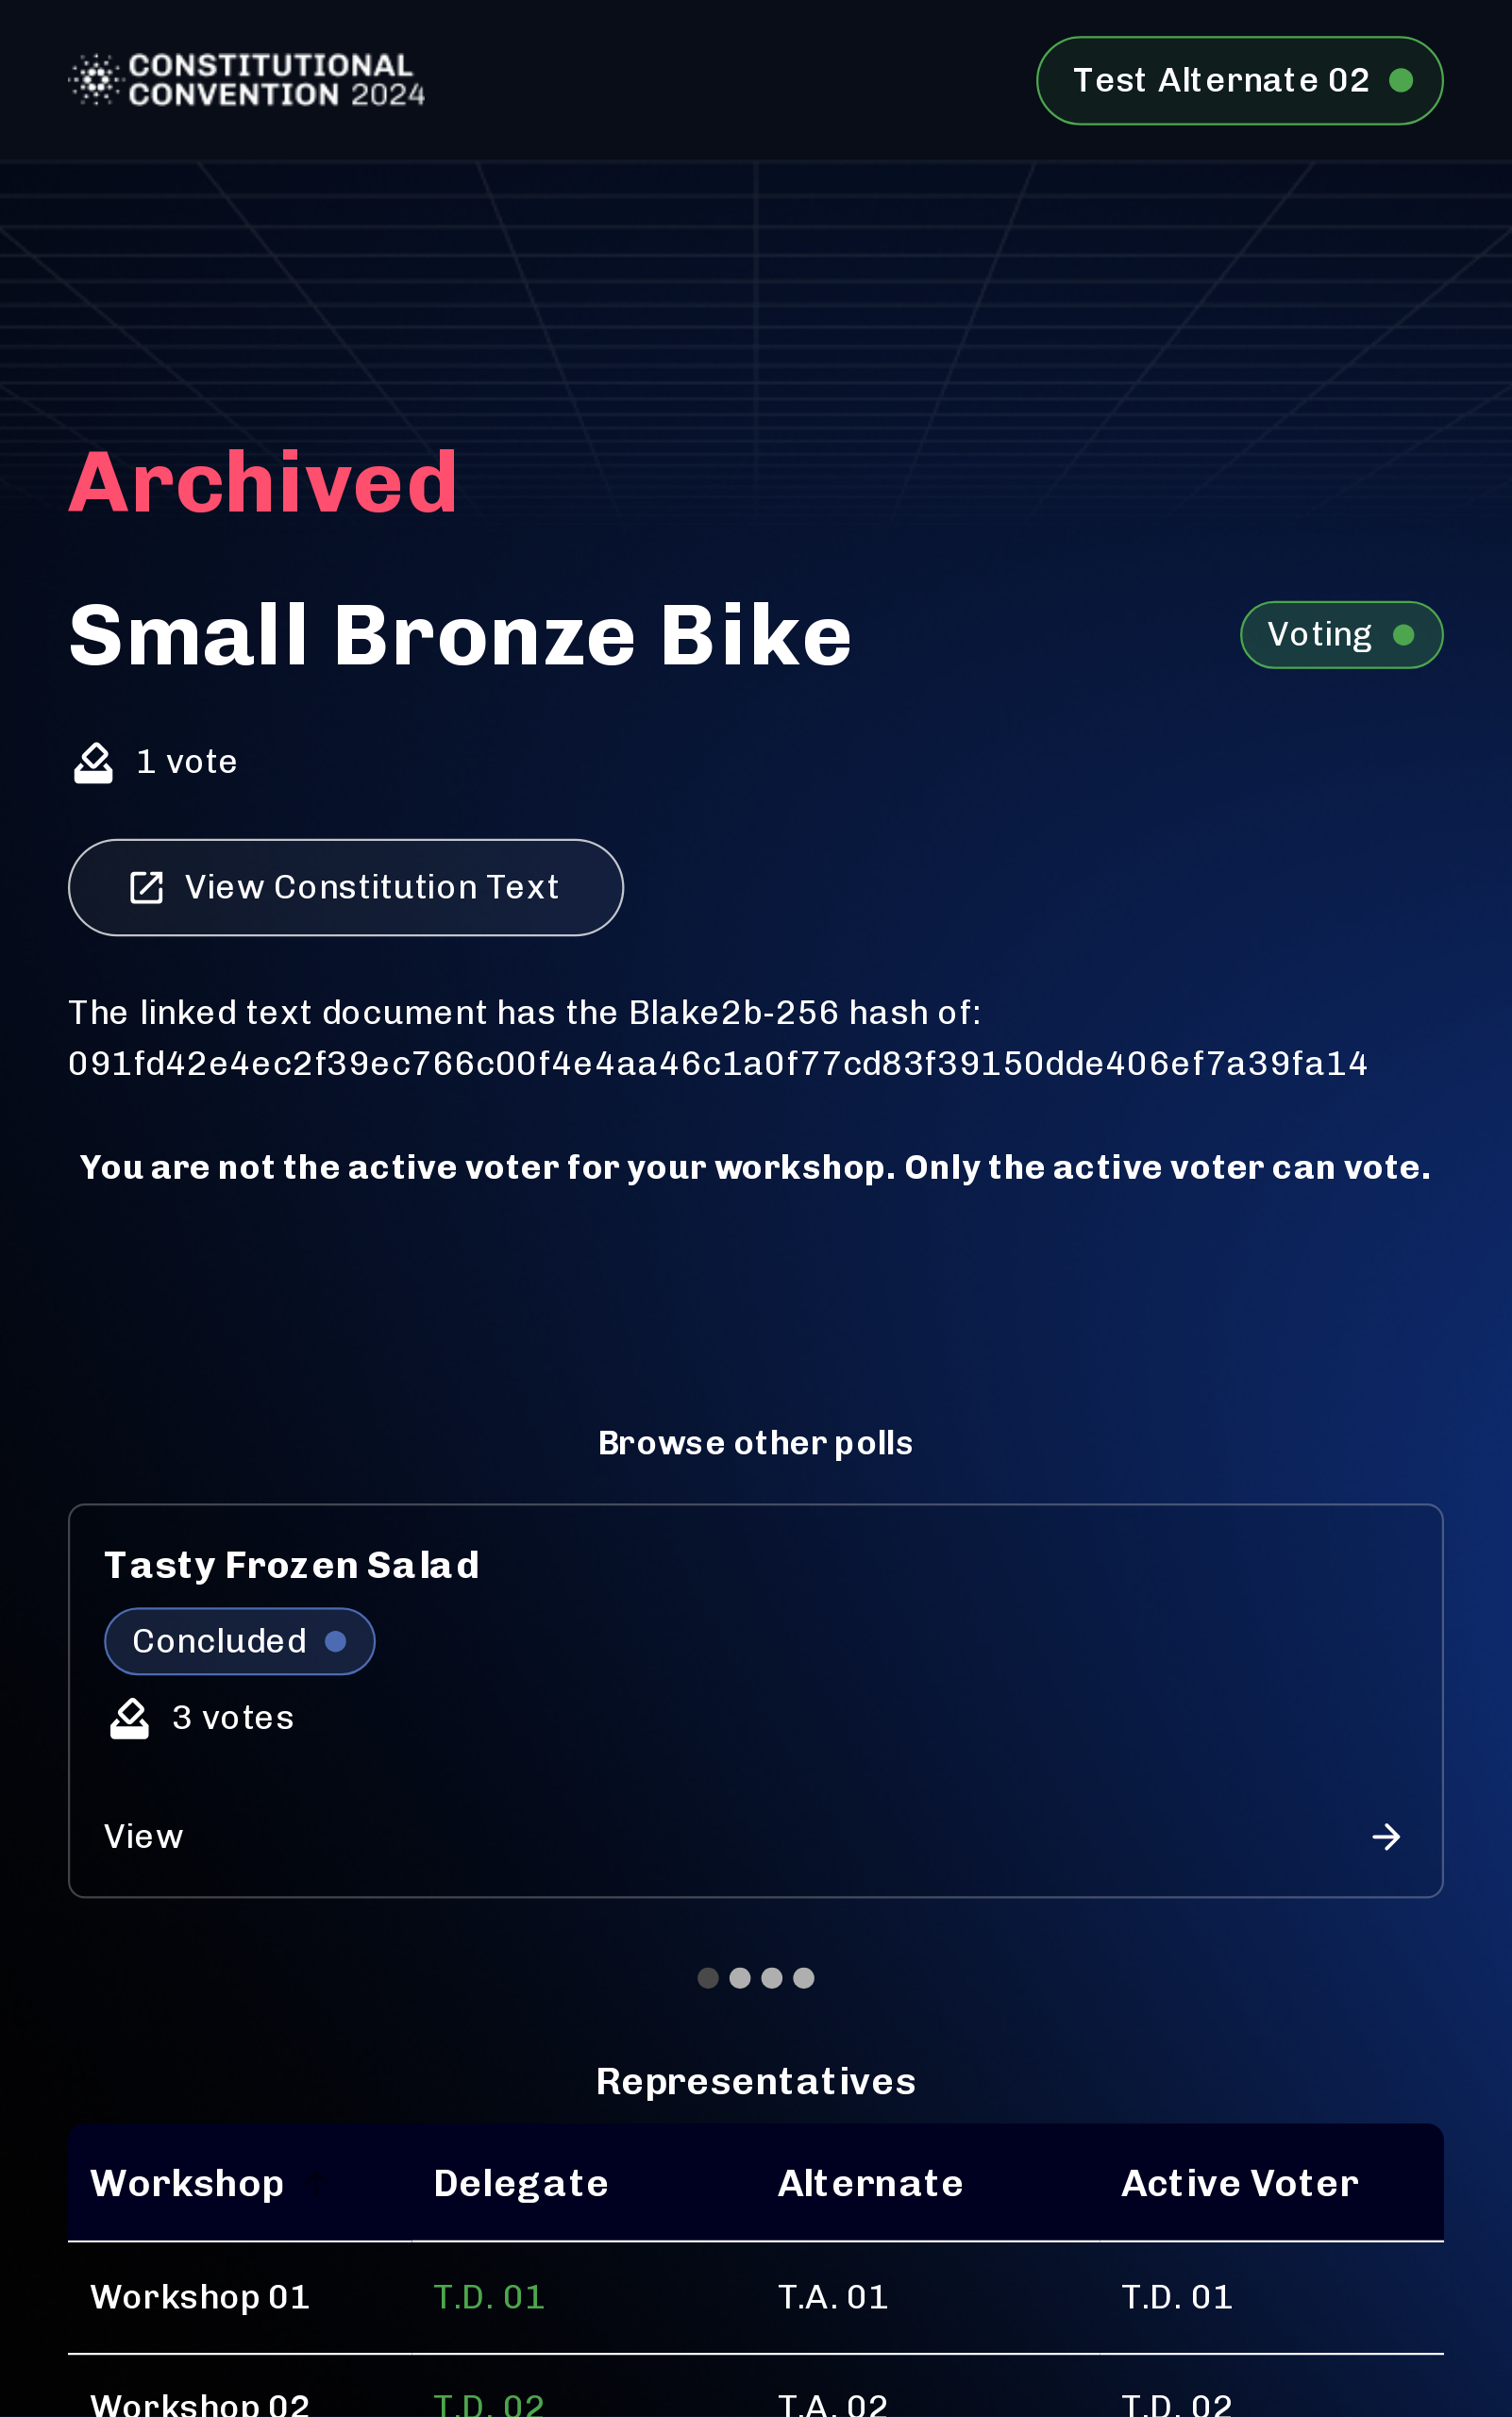 CONSTITUTIONAL
CONVENTION 2024
Test Alternate 02
Archived
Small Bronze Bike
Voting
1 vote
View Constitution Text
The linked text document has the Blake2b-256 hash of:
091fd42e4ec2f39ec766c00f4e4aa46c1a0f77cd83f39150dde406ef7a39fa14
You are not the active voter for your workshop. Only the active voter can vote.
Browse other polls
Tasty Frozen Salad
Concluded
3 votes
View
Representatives
Workshop Delegate Alternate Active Voter
Workshop 01 T.D. 01 T.A. 01 T.D. 01
Workshop 02 T.D. 02 T.A. 02 T.D. 02